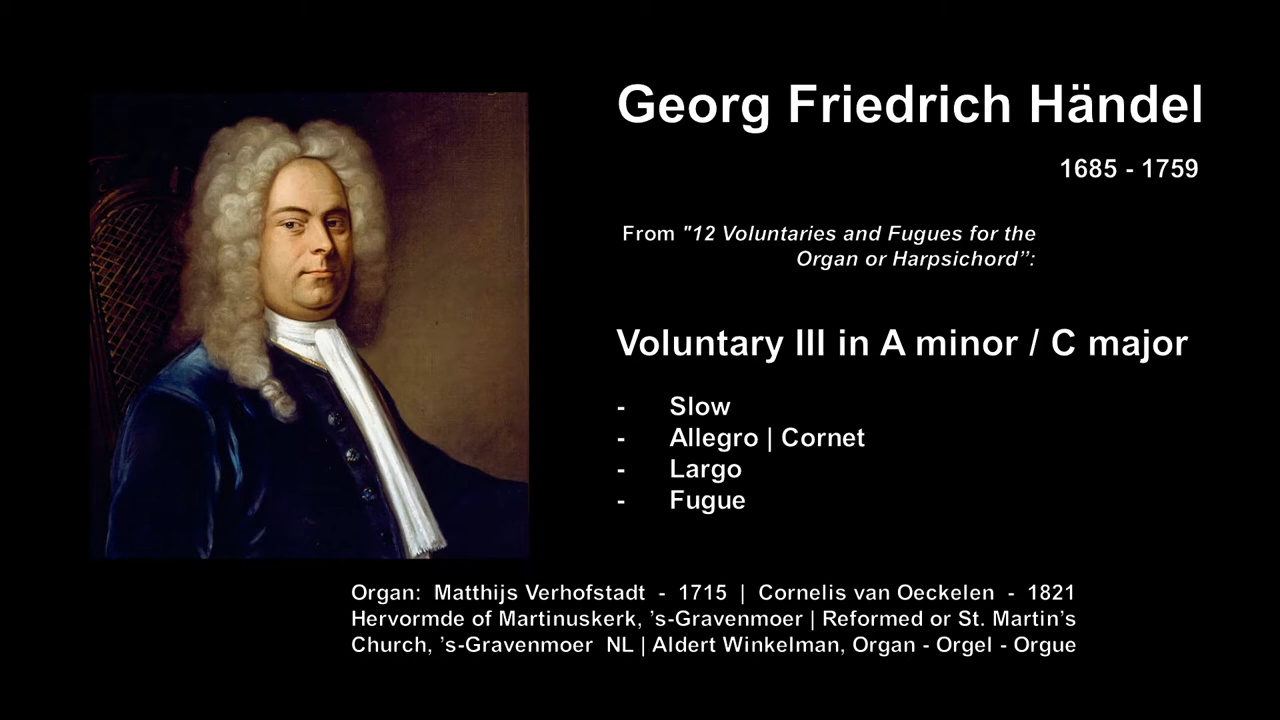 Georg Friedrich Händel
1685 - 1759
From "12 Voluntaries and Fugues for the
Organ or Harpsichord”:
Voluntary III in A minor / C major
- Slow
- Allegro | Cornet
- Largo
- Fugue
Organ: Matthijs Verhofstadt - 1715 | Cornelis van Oeckelen - 1821
Hervormde of Martinuskerk, ’s-Gravenmoer | Reformed or St. Martin’s
Church, ’s-Gravenmoer NL | Aldert Winkelman, Organ - Orgel - Orgue